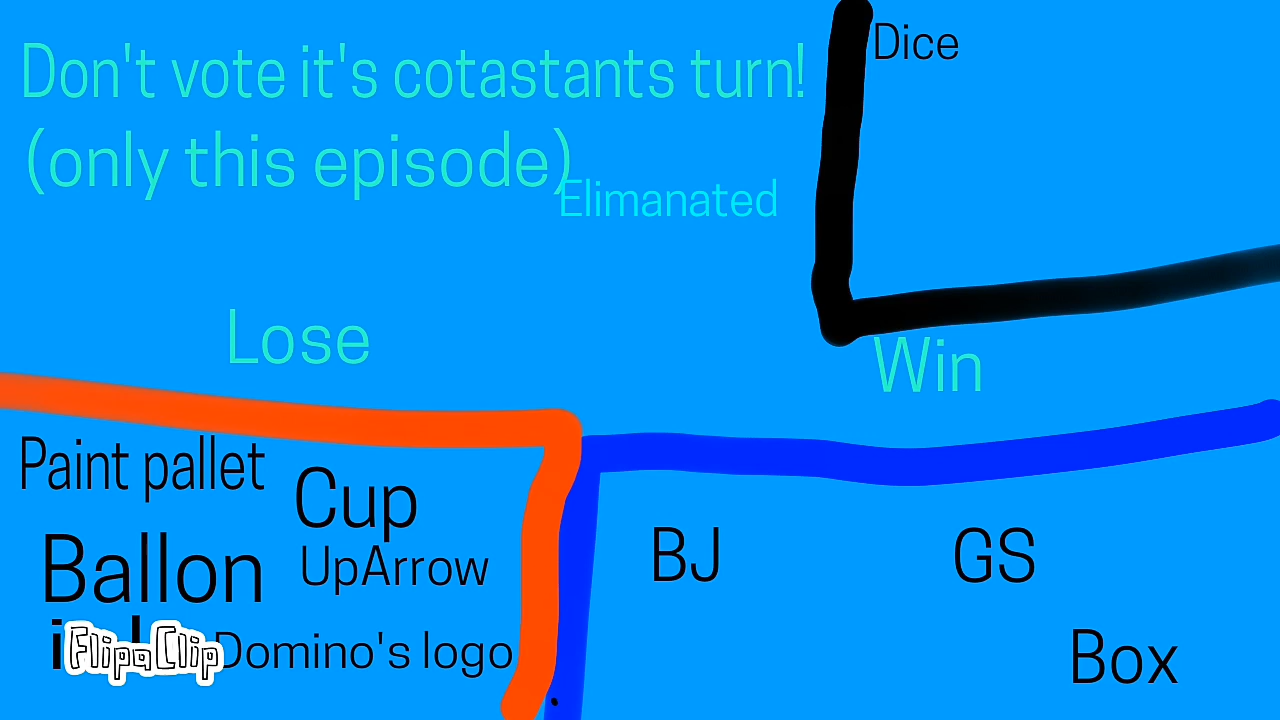 Don't vote it's cotastants turn!
(only this episode)
Elimanated
Dice
Lose
Win
Paint pallet
Cup
Ballon
UpArrow
Domino's logo
FlipaClip
BJ
GS
Box